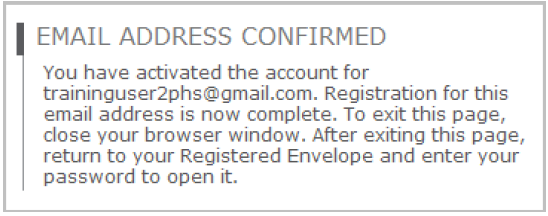 EMAIL ADDRESS CONFIRMED
You have activated the account for
traininguser2phs@gmail.com. Registration for this
email address is now complete. To exit this page,
close your browser window. After exiting this page,
return to your Registered Envelope and enter your
password to open it.